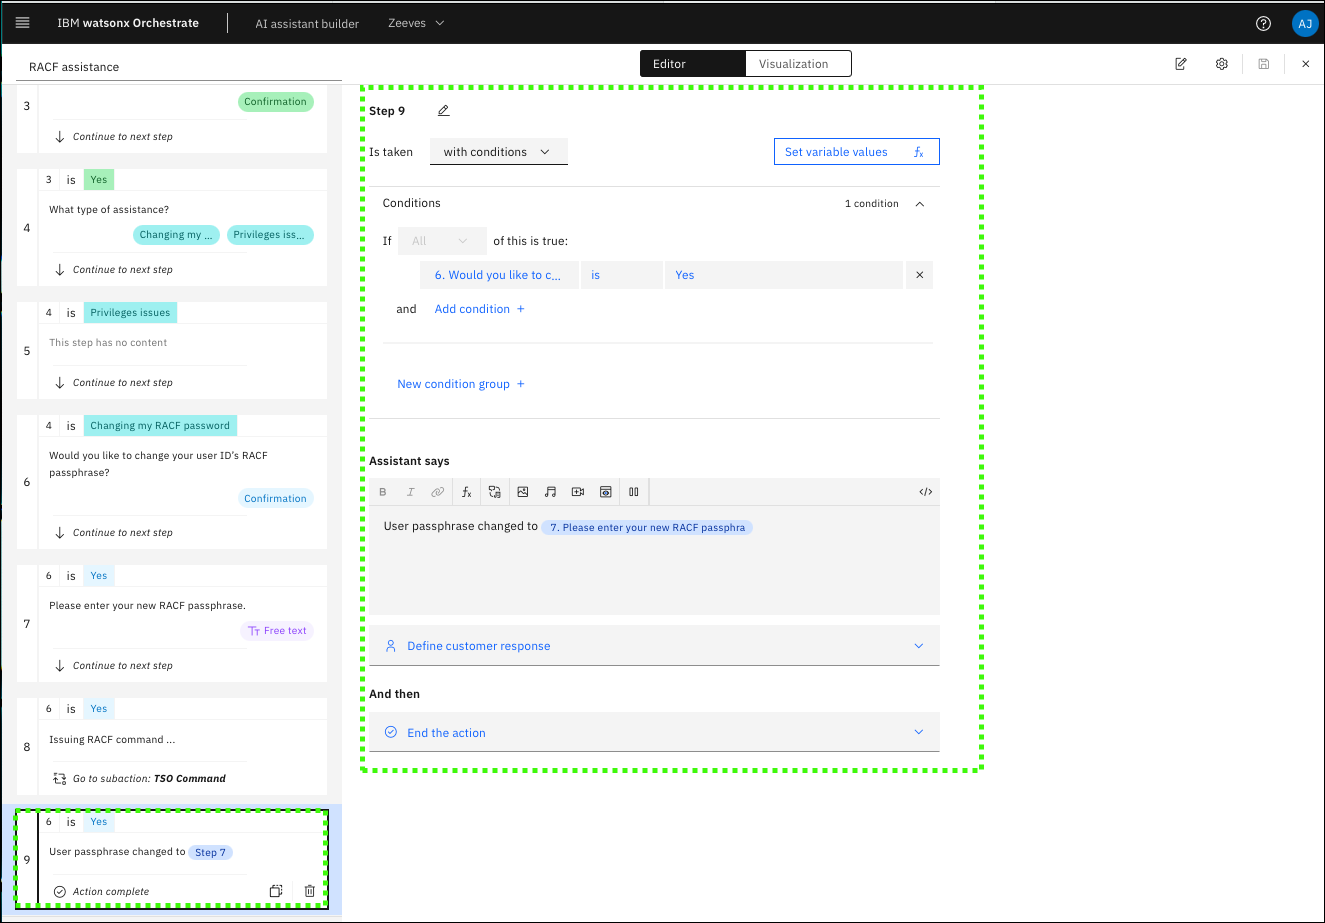 IBM watsonx Orchestrate
AI assistant builder
Zeeves
AJ
RACF assistance
Editor
Visualization
3
Confirmation
Continue to next step
3 is Yes
4
What type of assistance?
Changing my ...
Privileges iss...
Continue to next step
4 is Privileges issues
5
This step has no content
Continue to next step
4 is Changing my RACF password
6
Would you like to change your user ID's RACF
passphrase?
Confirmation
Continue to next step
6 is Yes
7
Please enter your new RACF passphrase.
Free text
Continue to next step
6 is Yes
8
Issuing RACF command ...
Go to subaction: TSO Command
6 is Yes
9
User passphrase changed to Step 7
Action complete
Step 9
Is taken with conditions
Set variable values fx
Conditions
1 condition
If All of this is true:
6. Would you like to c... is Yes
and Add condition +
New condition group +
Assistant says
B I fx </>
User passphrase changed to 7. Please enter your new RACF passphra
Define customer response
And then
End the action